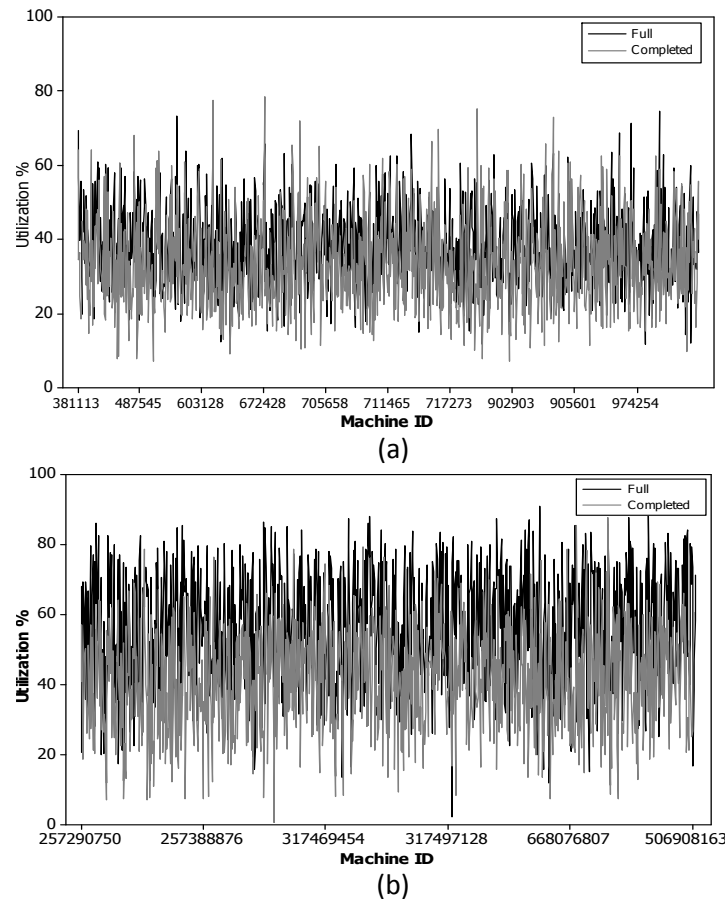 100
Full
Completed
80
60
Utilization %
40
20
0
381113 487545 603128 672428 705658 711465 717273 902903 905601 974254
Machine ID
(a)
100
Full
Completed
80
60
Utilization %
40
20
0
257290750 257388876 317469454 317497128 668076807 506908163
Machine ID
(b)